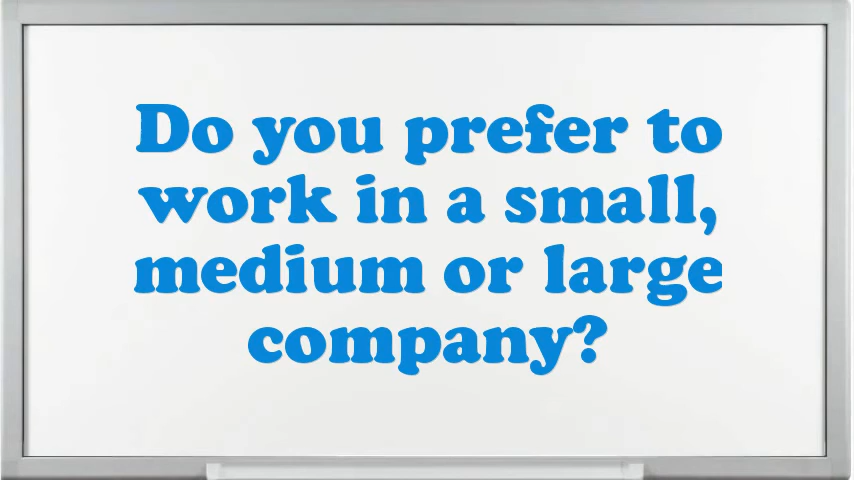 Do you prefer to
work in a small,
medium or large
company?